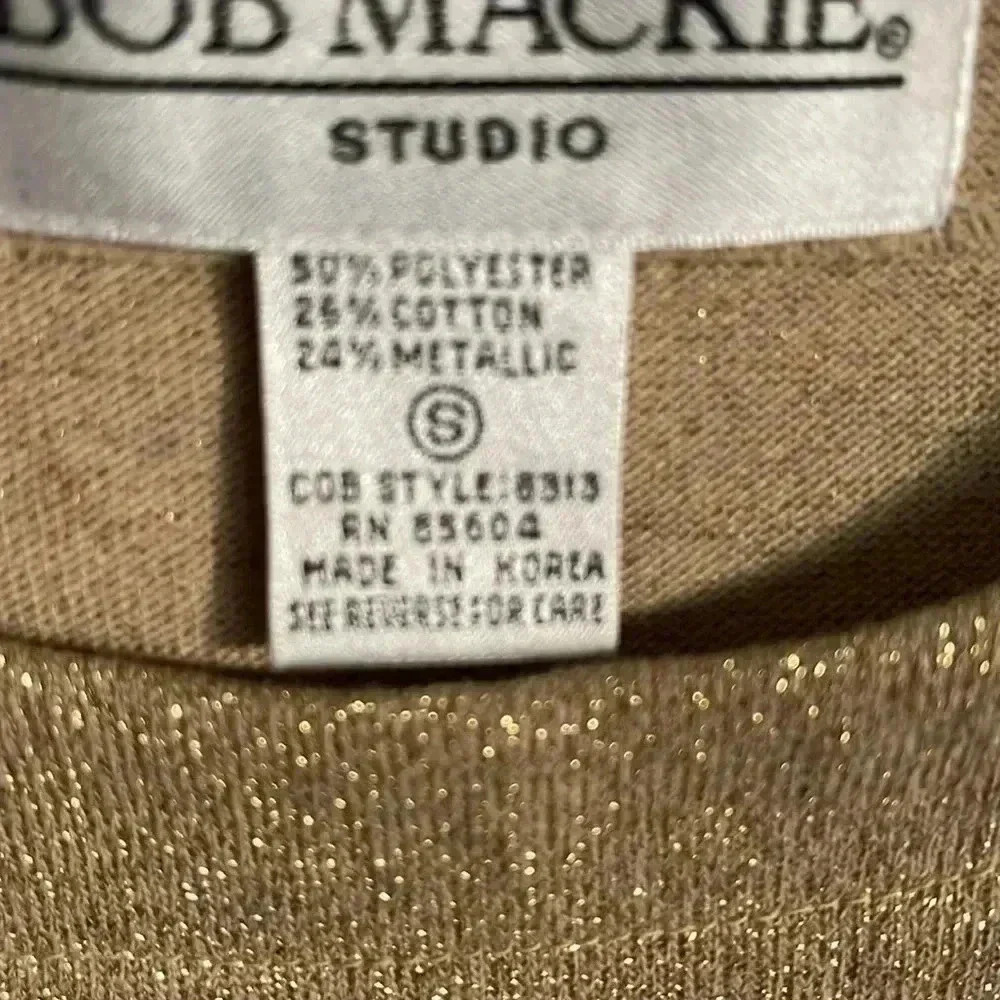 BOB MACKIE®
STUDIO
50% POLYESTER
26% COTTON
24% METALLIC
S
COB STYLE:8313
RN 85604
MADE IN KOREA
SEE REVERSE FOR CARE